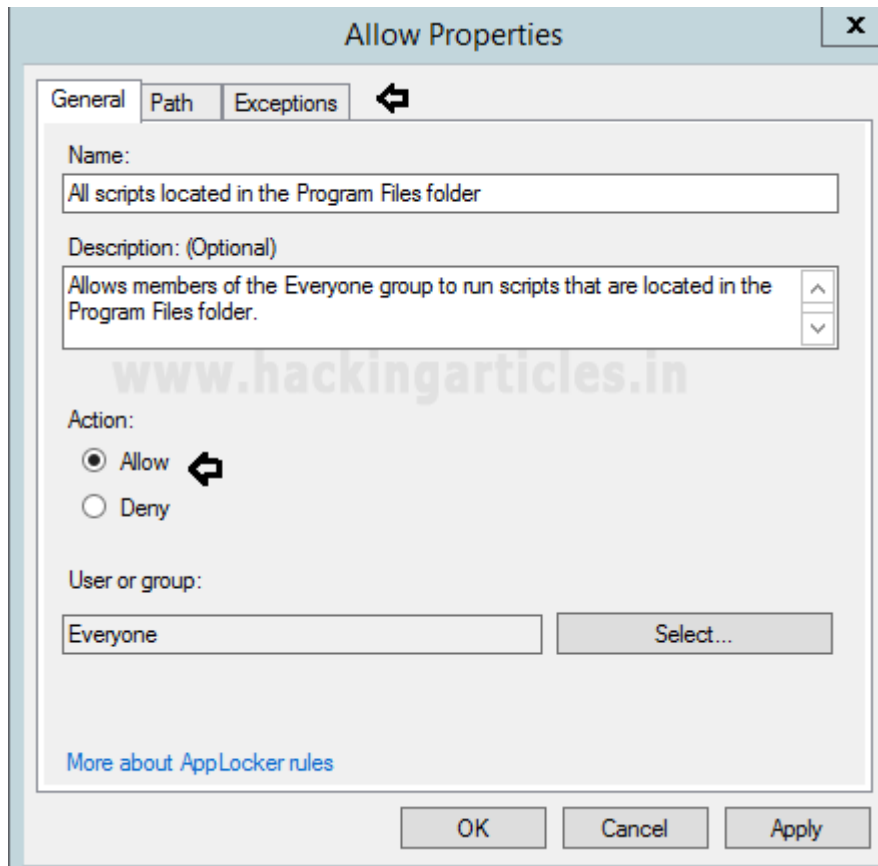 Allow Properties
x
General
Path
Exceptions
Name:
All scripts located in the Program Files folder
Description: (Optional)
Allows members of the Everyone group to run scripts that are located in the
Program Files folder.
www.hackingarticles.in
Action:
Allow
Deny
User or group:
Everyone
Select...
More about AppLocker rules
OK
Cancel
Apply